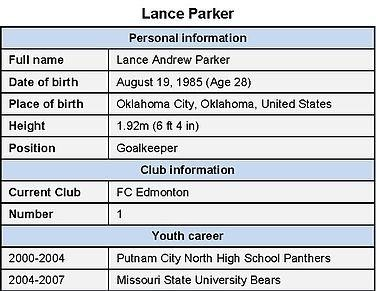 Lance Parker
Personal information
Full name Lance Andrew Parker
Date of birth August 19, 1985 (Age 28)
Place of birth Oklahoma City, Oklahoma, United States
Height 1.92m (6 ft 4 in)
Position Goalkeeper
Club information
Current Club FC Edmonton
Number 1
Youth career
2000-2004 Putnam City North High School Panthers
2004-2007 Missouri State University Bears